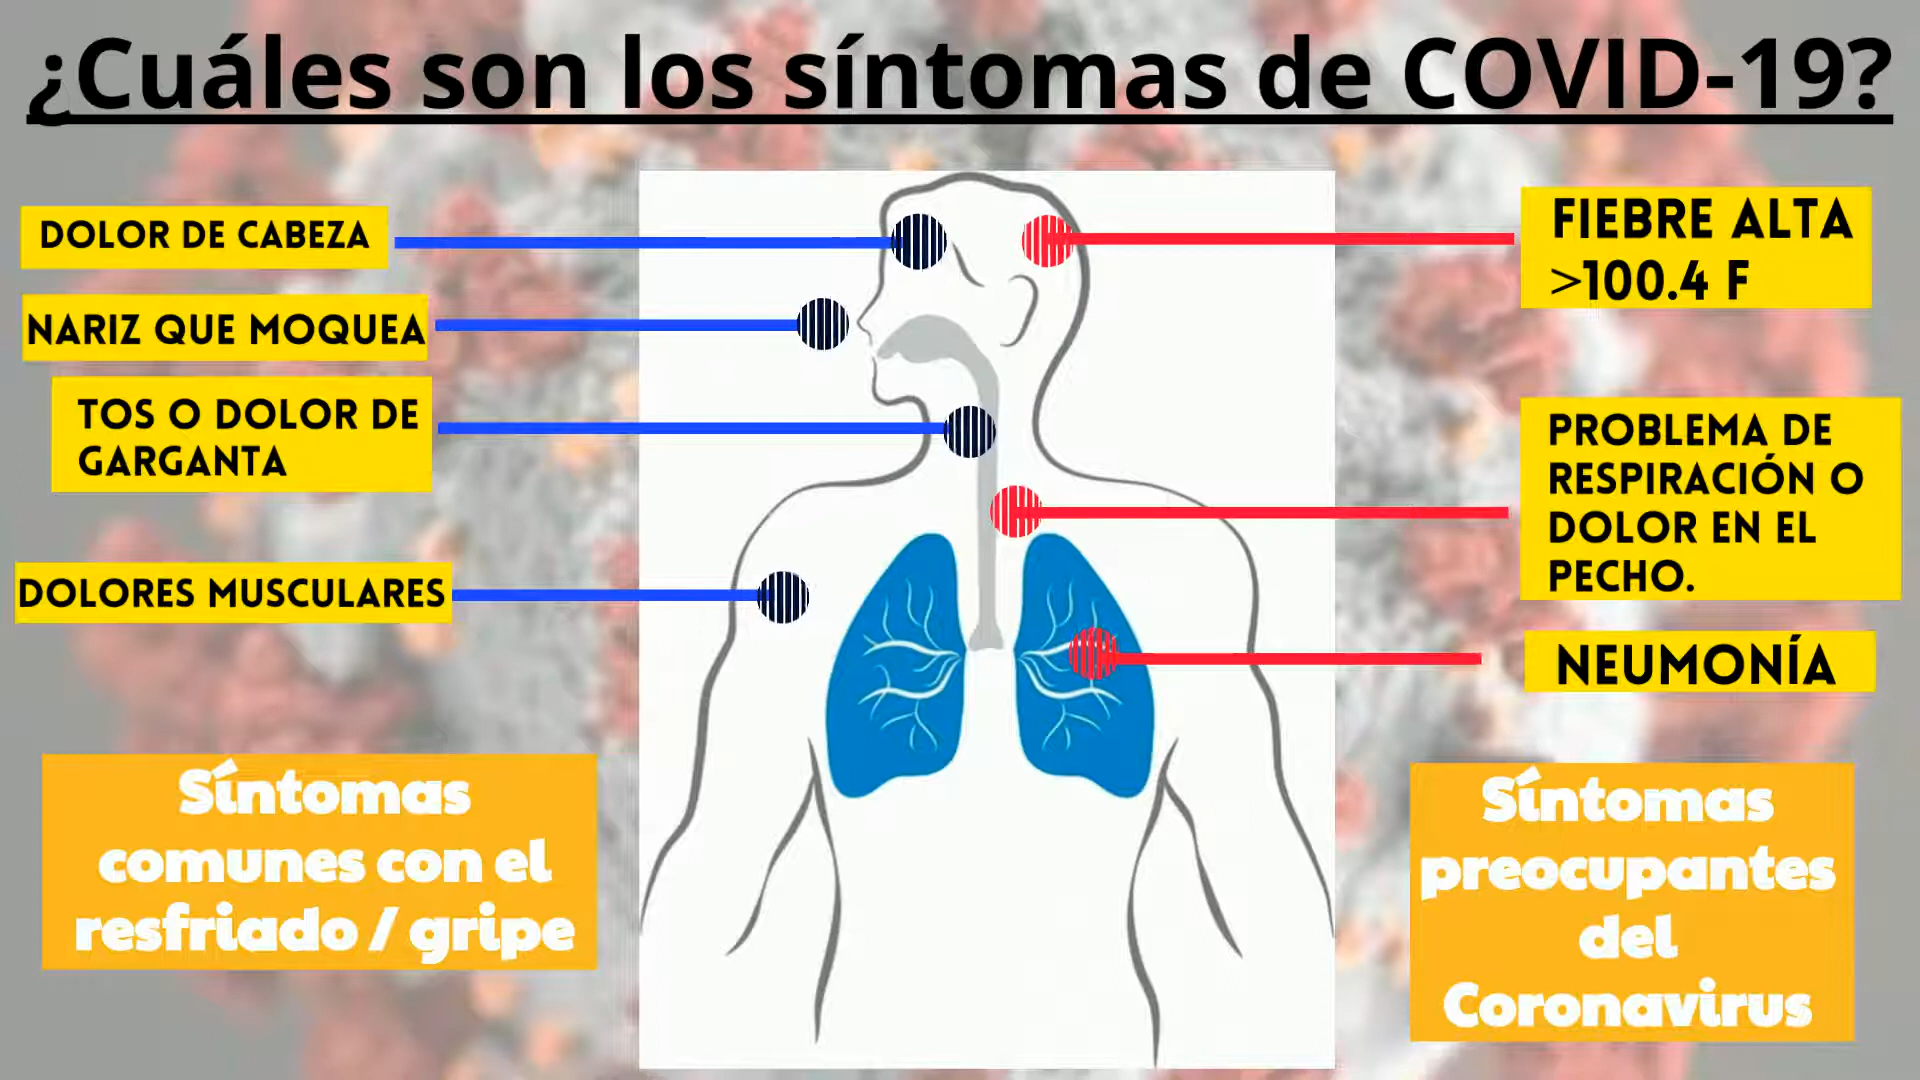 ¿Cuáles son los síntomas de COVID-19?
DOLOR DE CABEZA
NARIZ QUE MOQUEA
TOS O DOLOR DE
GARGANTA
DOLORES MUSCULARES
Síntomas
comunes con el
resfriado / gripe
FIEBRE ALTA
>100.4 F
PROBLEMA DE
RESPIRACIÓN O
DOLOR EN EL
PECHO.
NEUMONÍA
Síntomas
preocupantes
del
Coronavirus